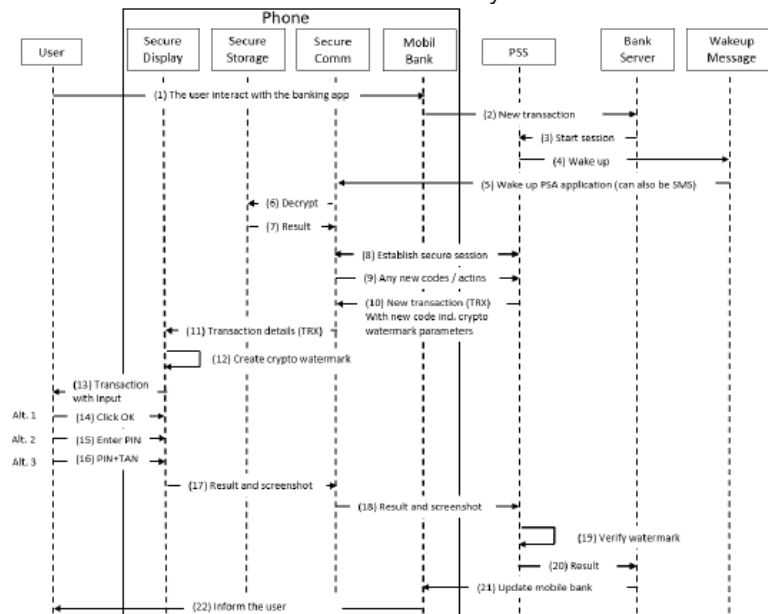 Phone
User
Secure
Display
Secure
Storage
Secure
Comm
Mobil
Bank
PSS
Bank
Server
Wakeup
Message
(1) The user interact with the banking app
(2) New transaction
(3) Start session
(4) Wake up
(5) Wake up PSA application (can also be SMS)
(6) Decrypt
(7) Result
(8) Establish secure session
(9) Any new codes / actins
(10) New transaction (TRX)
With new code ind. crypto
watermark parameters
(11) Transaction details (TRX)
(12) Create crypto watermark
(13) Transaction
with Input
Alt. 1
(14) Click OK
Alt. 2
(15) Enter PIN
Alt. 3
(16) PIN+TAN
(17) Result and screenshot
(18) Result and screenshot
(19) Verify watermark
(20) Result
(21) Update mobile bank
(22) Inform the user